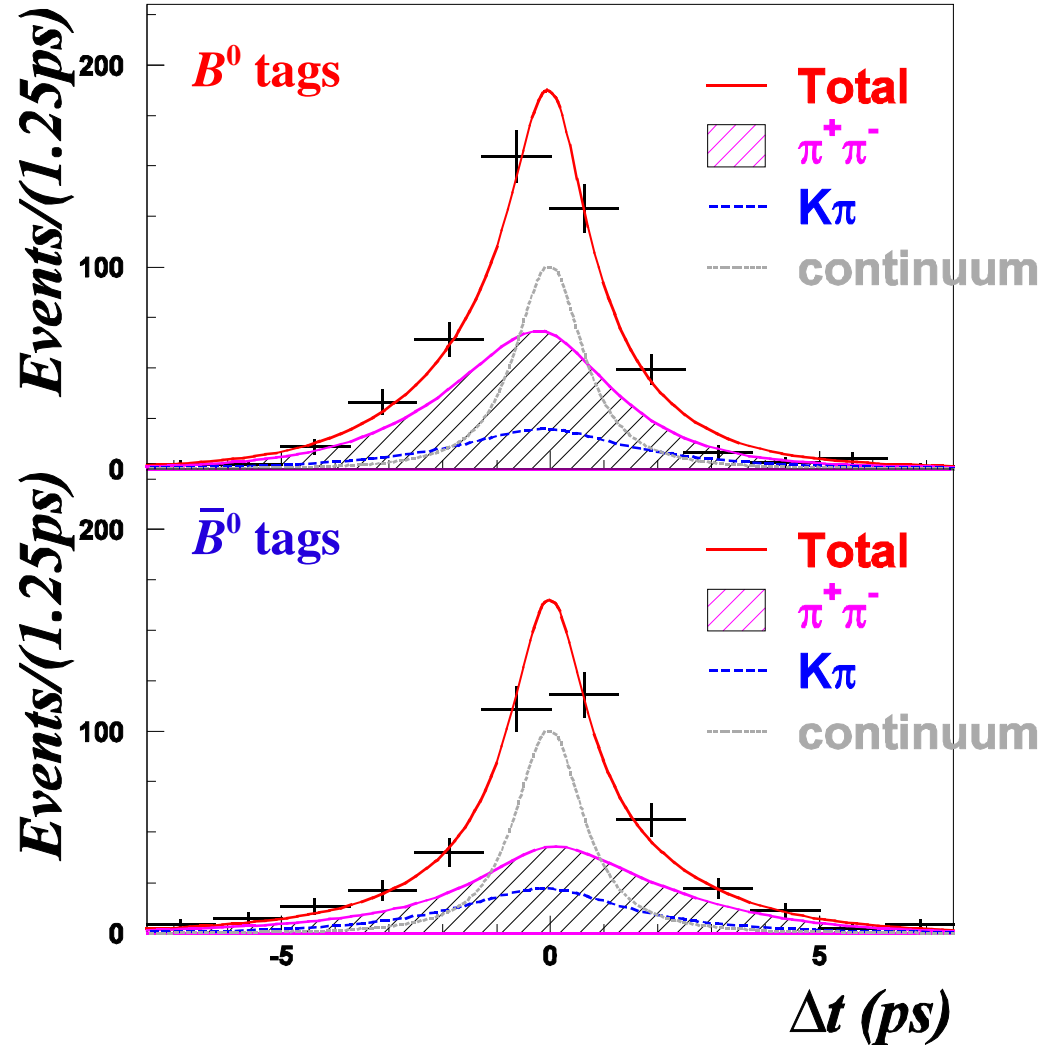 Events/(1.25ps)
200
100
0
B⁰ tags
Total
π⁺π⁻
Kπ
continuum
Events/(1.25ps)
200
100
0
B̄⁰ tags
Total
π⁺π⁻
Kπ
continuum
-5 0 5
Δt (ps)